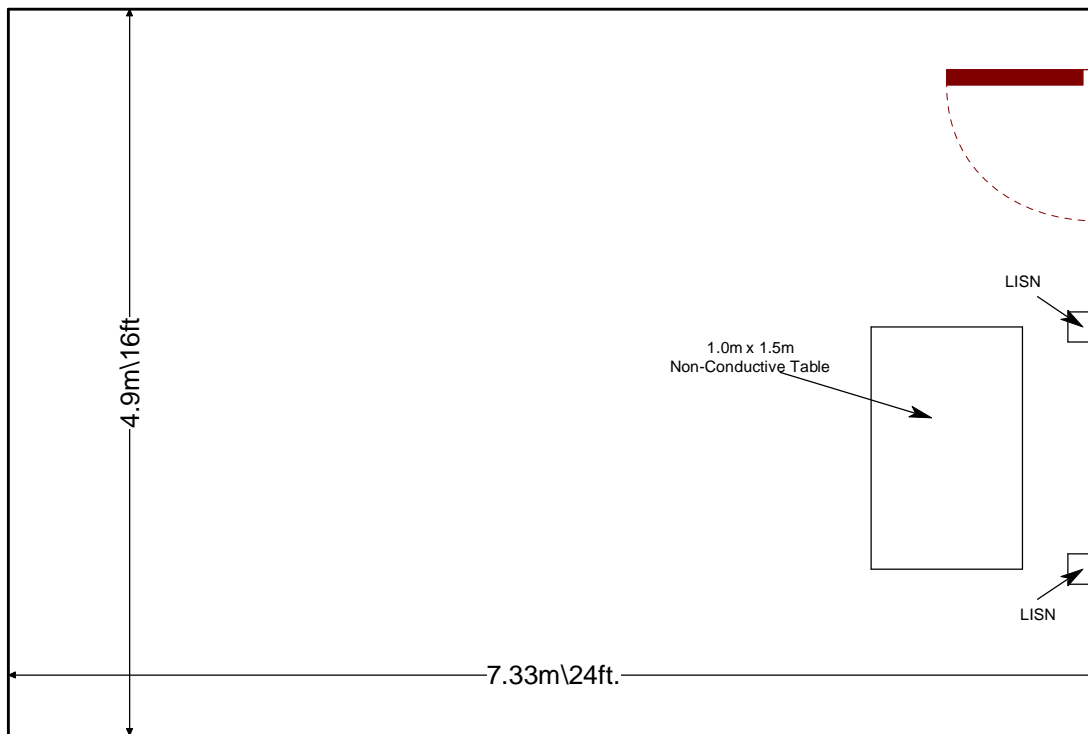 LISN
4.9m\16ft
1.0m x 1.5m
Non-Conductive Table
LISN
7.33m\24ft.